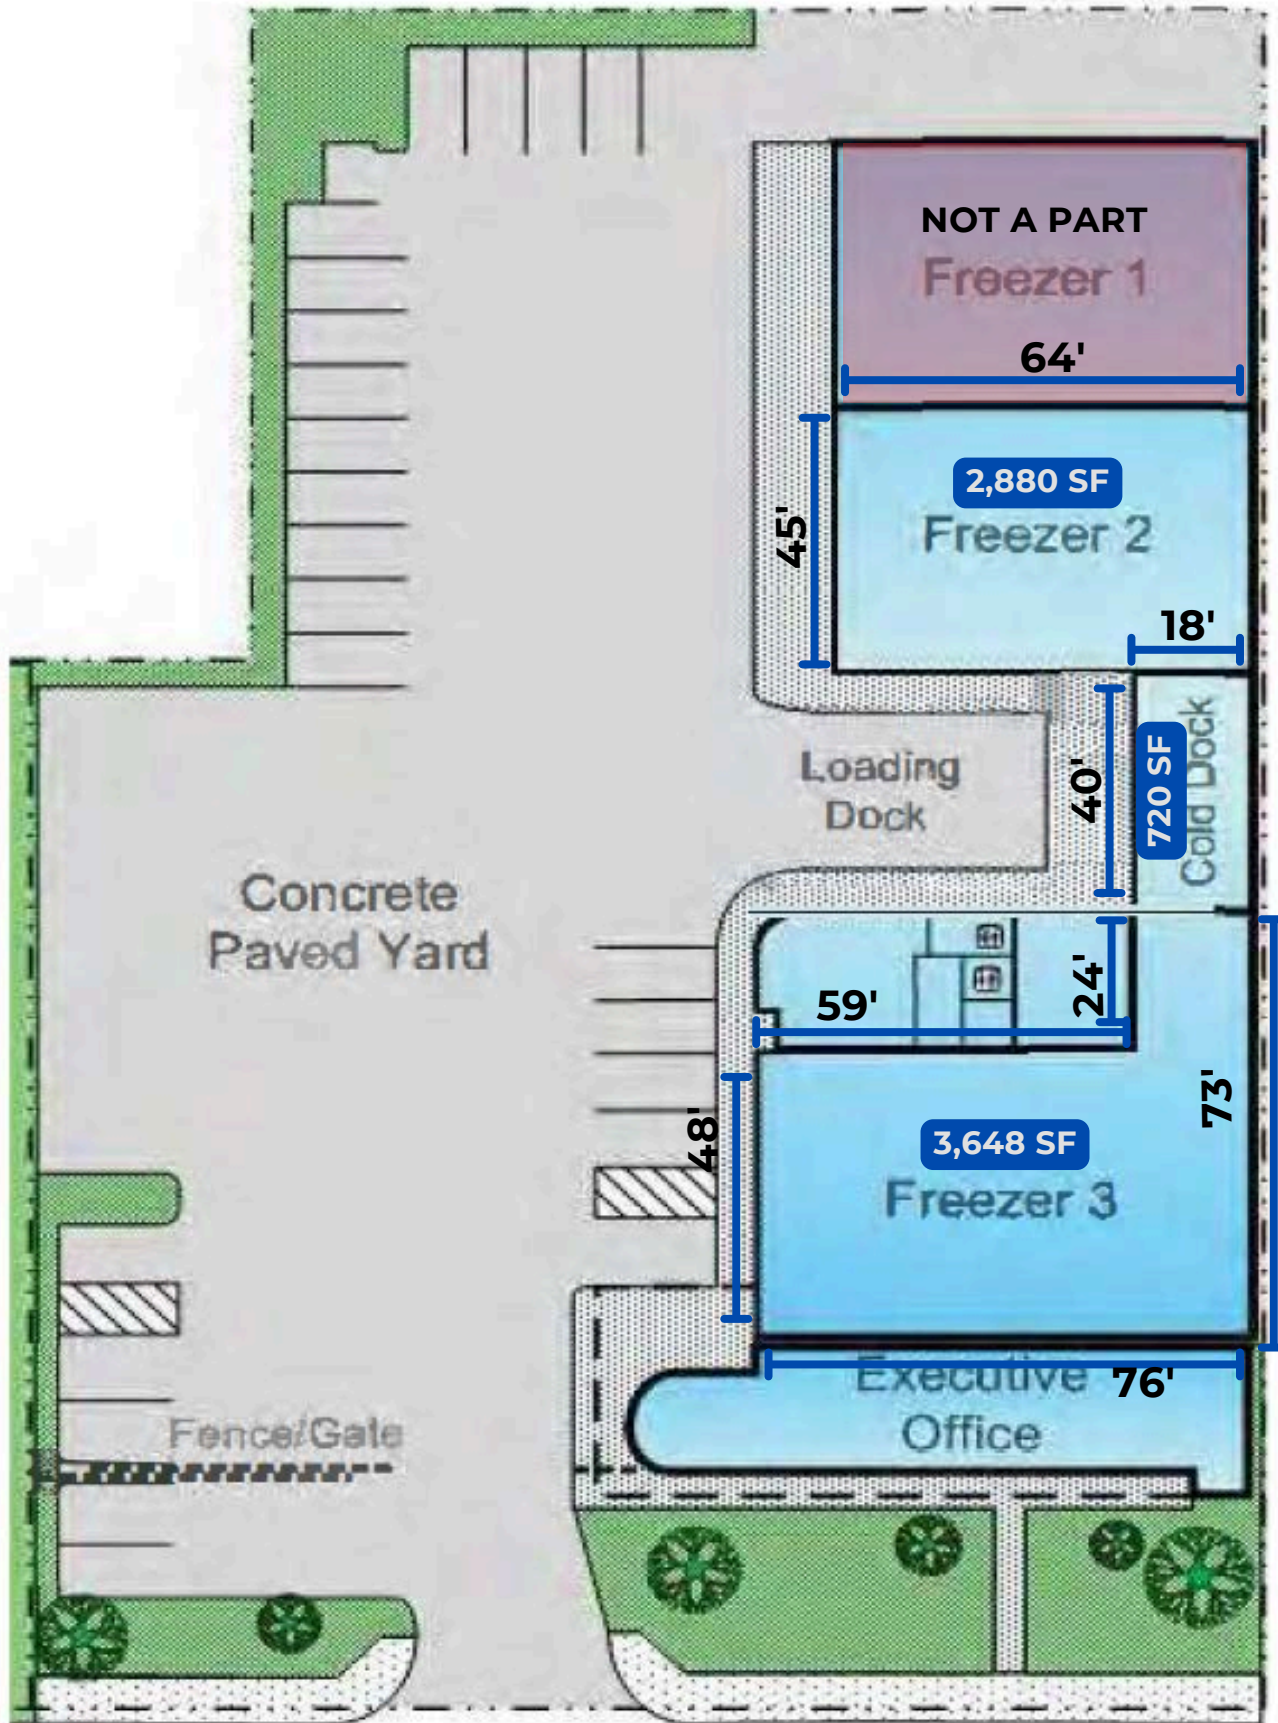 NOT A PART
Freezer 1
64'
2,880 SF
Freezer 2
45'
18'
Loading
Dock
40'
720 SF
Cold Dock
Concrete
Paved Yard
24'
59'
73'
48'
3,648 SF
Freezer 3
Executive
Office
76'
Fence/Gate